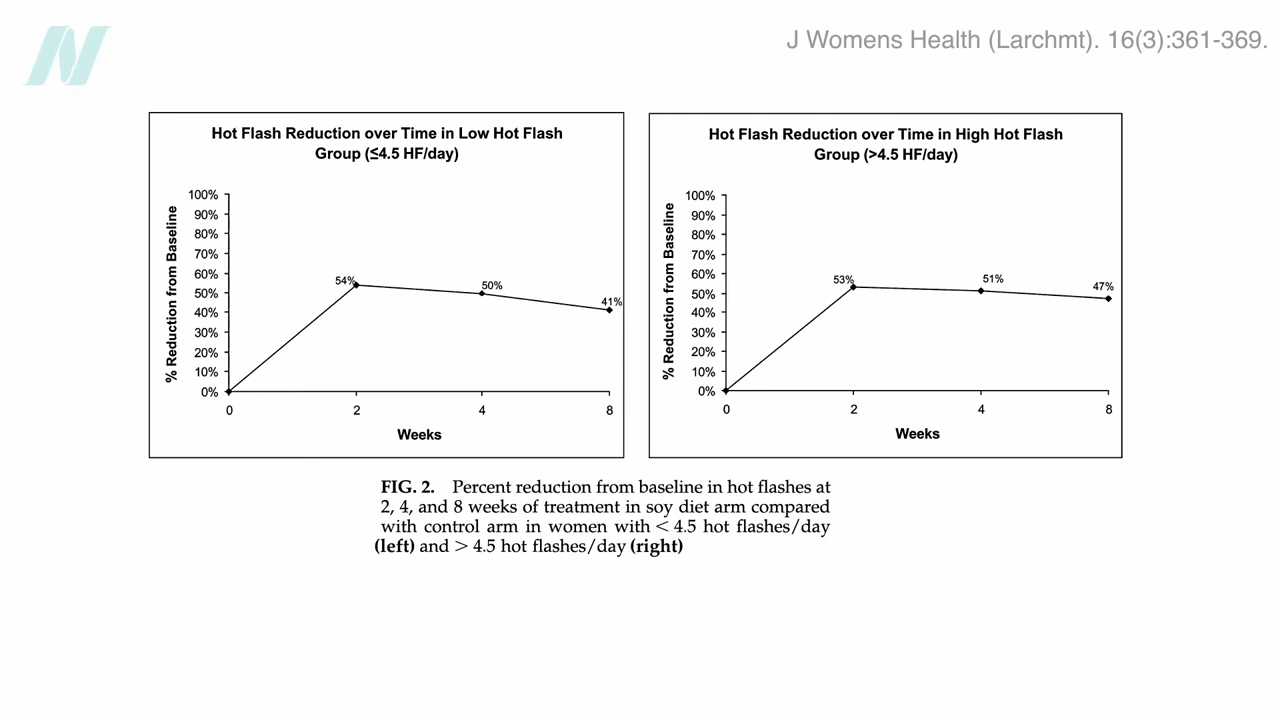 J Womens Health (Larchmt). 16(3):361-369.
Hot Flash Reduction over Time in Low Hot Flash
Group (≤4.5 HF/day)
% Reduction from Baseline
100%
90%
80%
70%
60%
50%
40%
30%
20%
10%
0%
54%
50%
41%
0
2
4
8
Weeks
Hot Flash Reduction over Time in High Hot Flash
Group (>4.5 HF/day)
% Reduction from Baseline
100%
90%
80%
70%
60%
50%
40%
30%
20%
10%
0%
53%
51%
47%
0
2
4
8
Weeks
FIG. 2. Percent reduction from baseline in hot flashes at
2, 4, and 8 weeks of treatment in soy diet arm compared
with control arm in women with < 4.5 hot flashes/day
(left) and > 4.5 hot flashes/day (right)